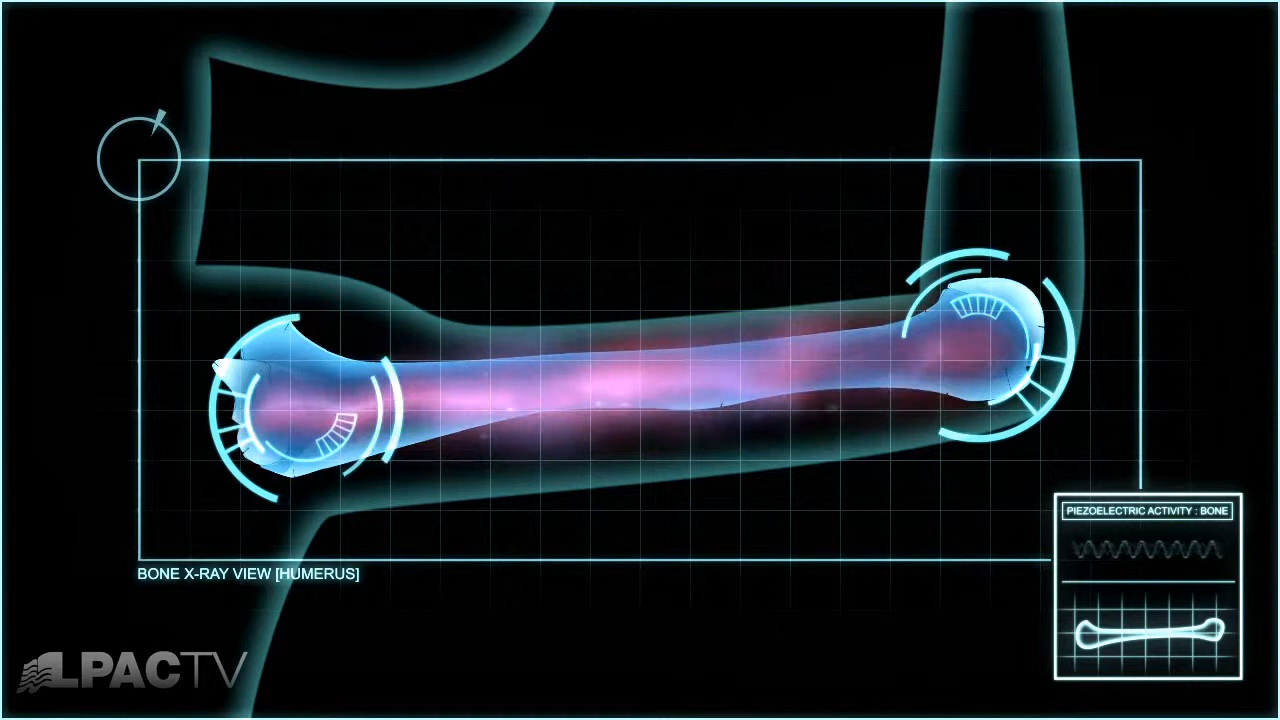 BONE X-RAY VIEW [HUMERUS]
PIEZOELECTRIC ACTIVITY : BONE
LPACTV